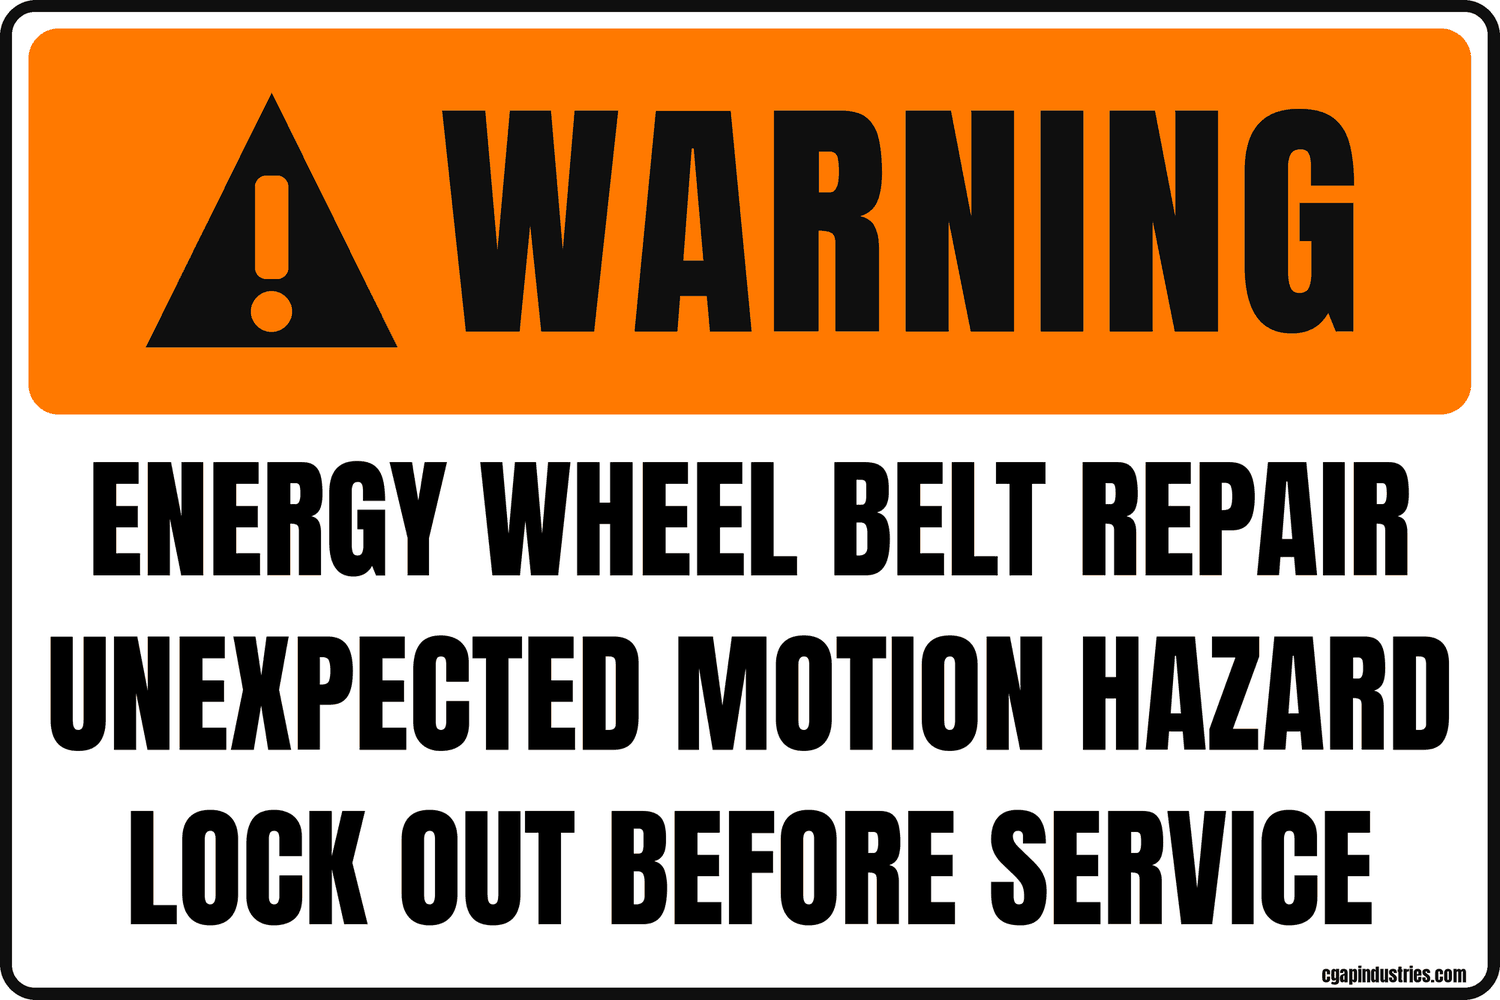 WARNING
ENERGY WHEEL BELT REPAIR
UNEXPECTED MOTION HAZARD
LOCK OUT BEFORE SERVICE
cgapindustries.com